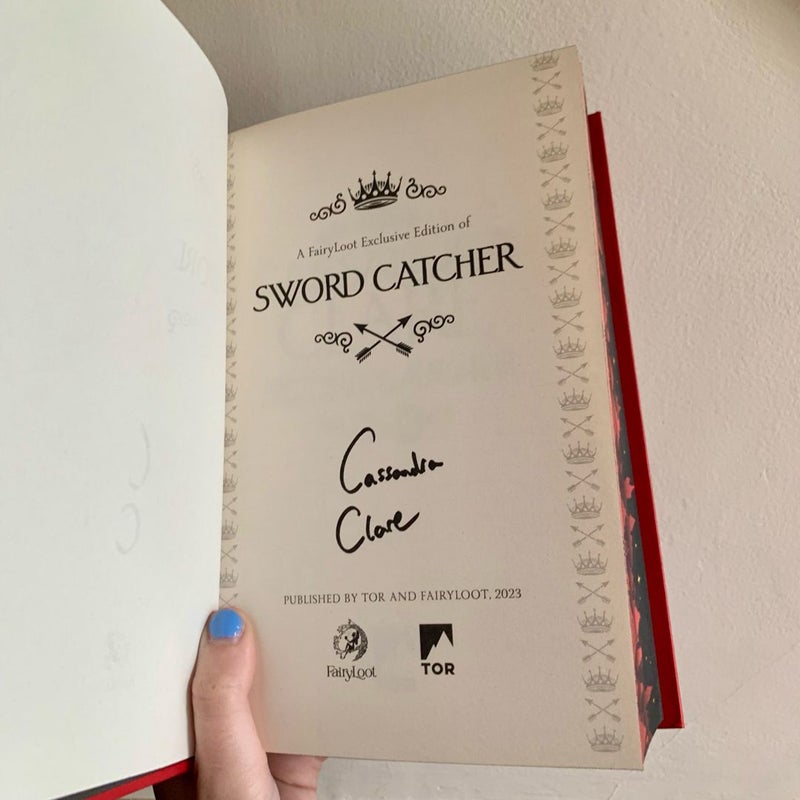 A FairyLoot Exclusive Edition of
SWORD CATCHER
Cassandra
Clare
PUBLISHED BY TOR AND FAIRYLOOT, 2023
FairyLoot
TOR